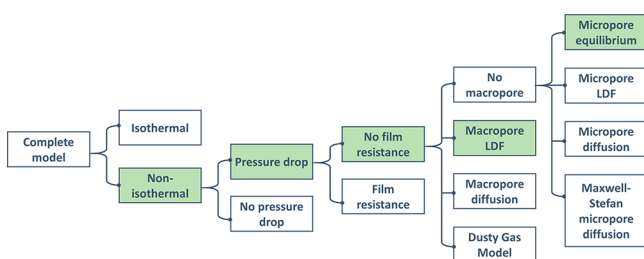 Complete
model
Isothermal
Non-
isothermal
Pressure drop
No pressure
drop
No film
resistance
Film
resistance
No
macropore
Macropore
LDF
Macropore
diffusion
Dusty Gas
Model
Micropore
equilibrium
Micropore
LDF
Micropore
diffusion
Maxwell-
Stefan
micropore
diffusion